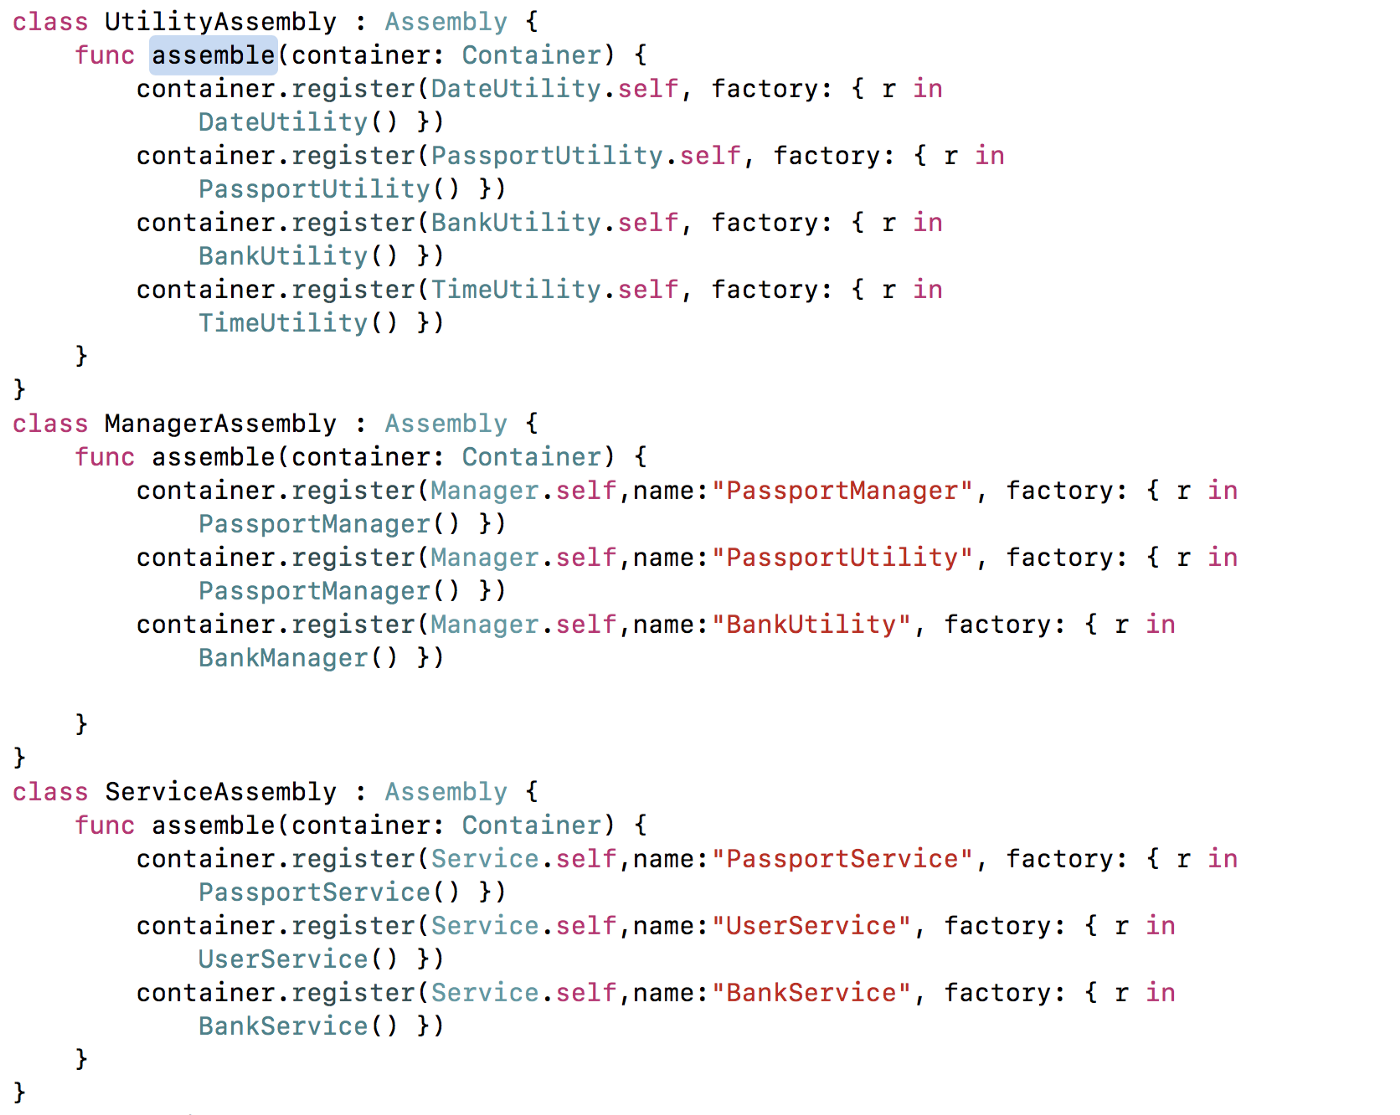 class UtilityAssembly : Assembly {
    func assemble(container: Container) {
        container.register(DateUtility.self, factory: { r in
            DateUtility() })
        container.register(PassportUtility.self, factory: { r in
            PassportUtility() })
        container.register(BankUtility.self, factory: { r in
            BankUtility() })
        container.register(TimeUtility.self, factory: { r in
            TimeUtility() })
    }
}
class ManagerAssembly : Assembly {
    func assemble(container: Container) {
        container.register(Manager.self,name:"PassportManager", factory: { r in
            PassportManager() })
        container.register(Manager.self,name:"PassportUtility", factory: { r in
            PassportManager() })
        container.register(Manager.self,name:"BankUtility", factory: { r in
            BankManager() })

    }
}
class ServiceAssembly : Assembly {
    func assemble(container: Container) {
        container.register(Service.self,name:"PassportService", factory: { r in
            PassportService() })
        container.register(Service.self,name:"UserService", factory: { r in
            UserService() })
        container.register(Service.self,name:"BankService", factory: { r in
            BankService() })
    }
}